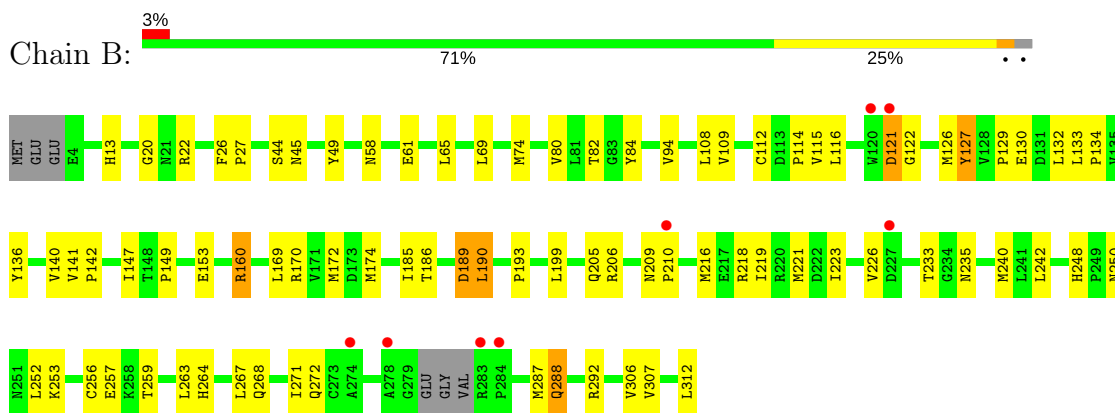 3%
Chain B:
71% 25% . .
MET GLU GLU E4 H13 G20 N21 R22 F26 P27 S44 N45 Y49 N58 E61 L65 L69 M74 V80 L81 T82 G83 Y84 V94 L108 V109 C112 D113 P114 V115 L116 W120 D121 G122 M126 Y127 V128 P129 E130 D131 L132 L133 P134 V135
Y136 V140 V141 P142 I147 T148 P149 E153 R160 L169 R170 V171 M172 D173 M174 I185 T186 D189 L190 P193 L199 Q205 R206 N209 P210 M216 E217 R218 I219 R220 N221 D222 I223 V226 D227 T233 G234 N235 M240 L241 L242 H248 P249 N250
N251 L252 K253 C256 E257 K258 T259 L263 H264 L267 Q268 I271 Q272 C273 A274 A278 G279 GLU GLY VAL R283 P284 M287 Q288 R292 V306 V307 L312